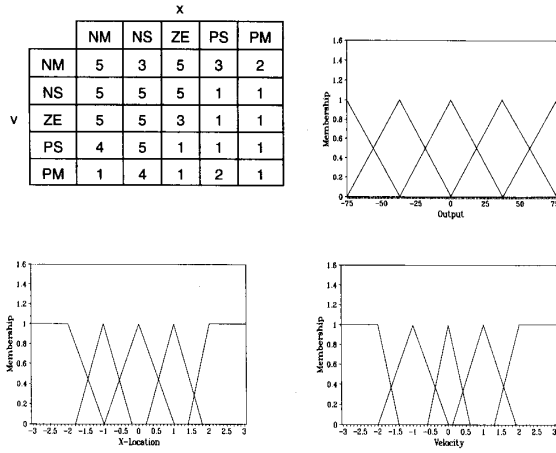 X
NM NS ZE PS PM
NM 5 3 5 3 2
NS 5 5 5 1 1
V ZE 5 5 3 1 1
PS 4 5 1 1 1
PM 1 4 1 2 1
1.6
1.4
1.2
1
0.8
0.6
0.4
0.2
0
Membership
-75 -50 -25 0 25 50 75
Output
1.6
1.4
1.2
1
0.8
0.6
0.4
0.2
0
Membership
-3 -2.5 -2 -1.5 -1 -0.5 0 0.5 1 1.5 2 2.5 3
X-Location
1.6
1.4
1.2
1
0.8
0.6
0.4
0.2
0
Membership
-3 -2.5 -2 -1.5 -1 -0.5 0 0.5 1 1.5 2 2.5 3
Velocity